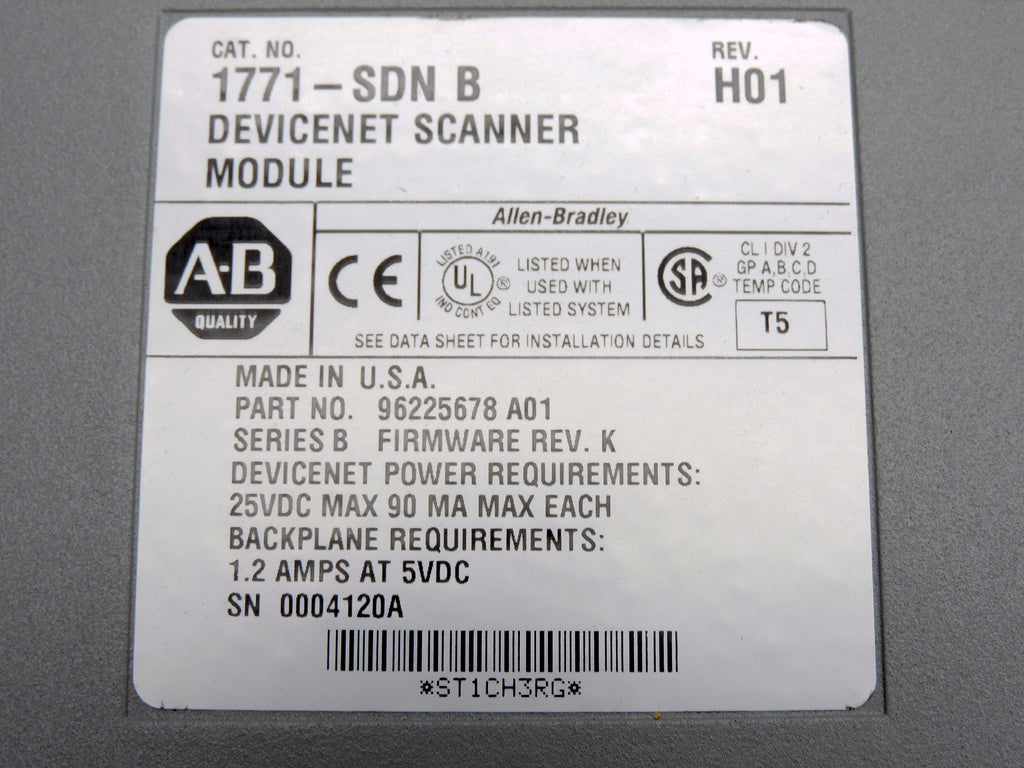 CAT. NO. REV.
1771-SDN B H01
DEVICENET SCANNER
MODULE
Allen-Bradley
A-B
QUALITY
CE
LISTED A191
UL ®
IND CONT EQ
LISTED WHEN
USED WITH
LISTED SYSTEM
SA ®
CL I DIV 2
GP A,B,C,D
TEMP CODE
T5
SEE DATA SHEET FOR INSTALLATION DETAILS
MADE IN U.S.A.
PART NO. 96225678 A01
SERIES B FIRMWARE REV. K
DEVICENET POWER REQUIREMENTS:
25VDC MAX 90 MA MAX EACH
BACKPLANE REQUIREMENTS:
1.2 AMPS AT 5VDC
SN 0004120A
*ST1CH3RG*